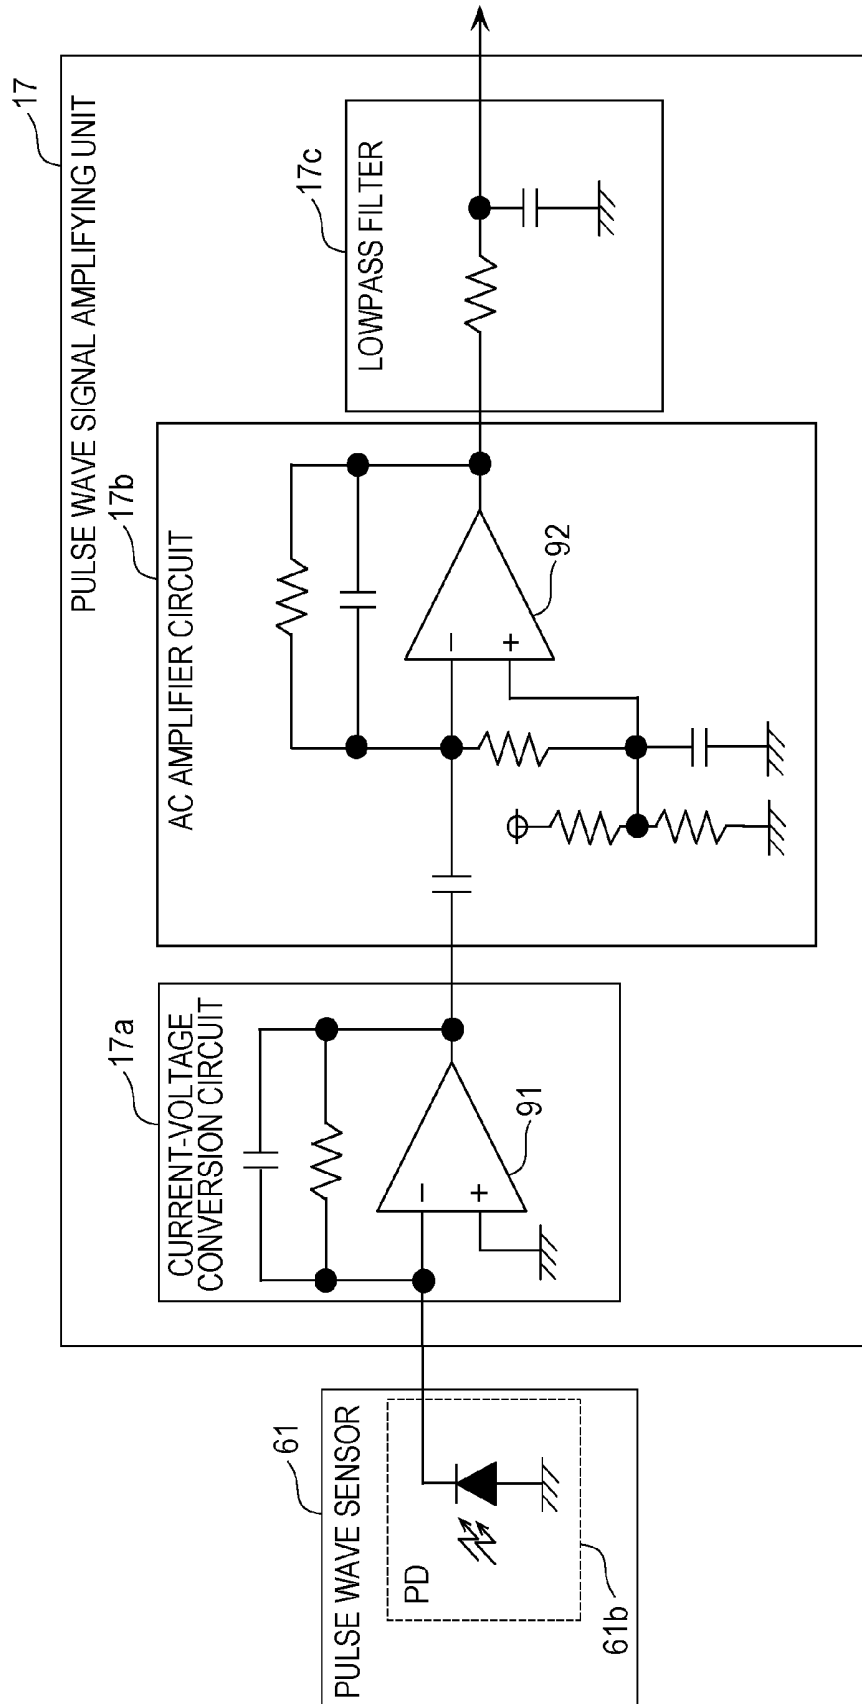 17
PULSE WAVE SIGNAL AMPLIFYING UNIT
61
PULSE WAVE SENSOR
PD
61b
17a
CURRENT-VOLTAGE
CONVERSION CIRCUIT
−
+
91
17b
AC AMPLIFIER CIRCUIT
−
+
92
17c
LOWPASS FILTER